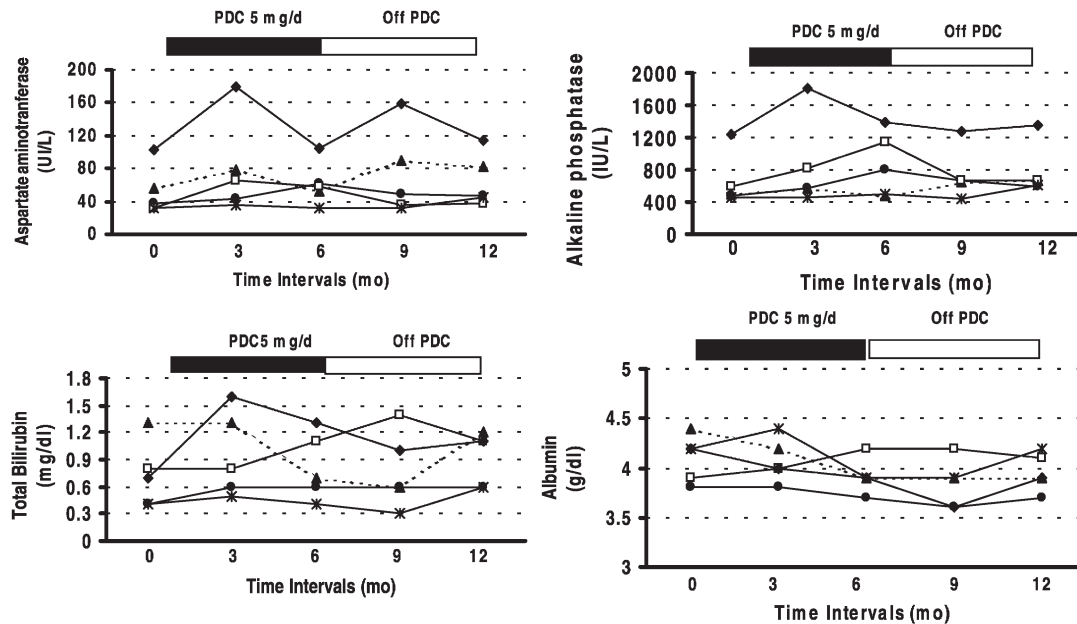 PDC 5 mg/d Off PDC
Aspartate aminotranferase
(UI/L)
200
160
120
80
40
0
0 3 6 9 12
Time Intervals (mo)
PDC 5 mg/d Off PDC
Alkaline phosphatase
(IU/L)
2000
1600
1200
800
400
0
0 3 6 9 12
Time Intervals (mo)
PDC5 mg/d Off PDC
Total Bilirubin
(mg/dl)
1.8
1.5
1.2
0.9
0.6
0.3
0
0 3 6 9 12
Time Intervals (mo)
PDC 5 mg/d Off PDC
Albumin
(g/dl)
5
4.5
4
3.5
3
0 3 6 9 12
Time Intervals (mo)